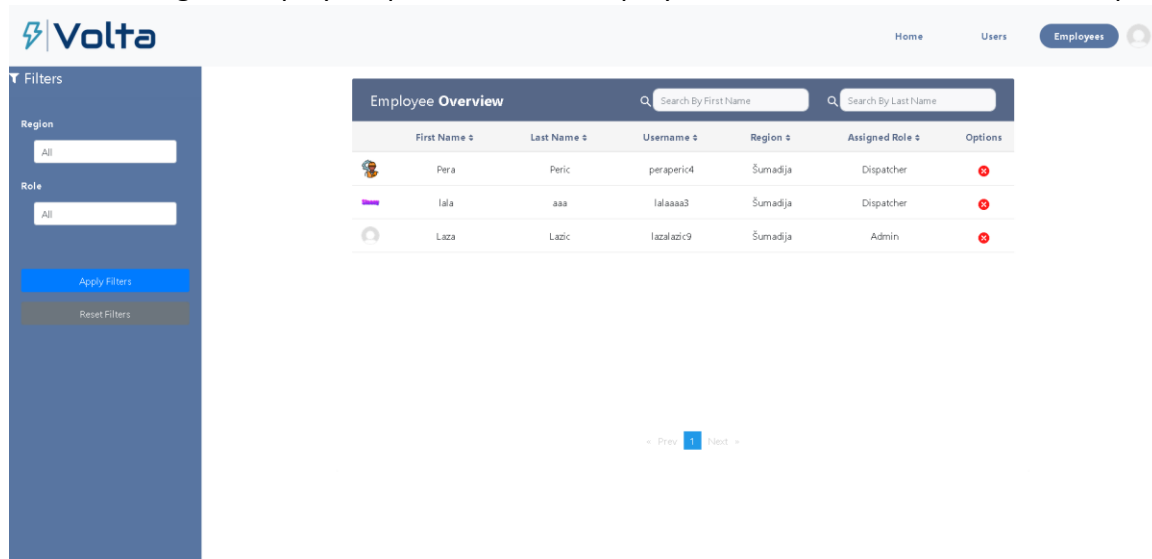 Volta
Home Users Employees
Filters
Region
All
Role
All
Apply Filters
Reset Filters
Employee Overview Search By First Name Search By Last Name
First Name Last Name Username Region Assigned Role Options
Pera Peric peraperic4 Šumadija Dispatcher
lala aaa lalaaaa3 Šumadija Dispatcher
Laza Lazic lazalazic9 Šumadija Admin
« Prev 1 Next »